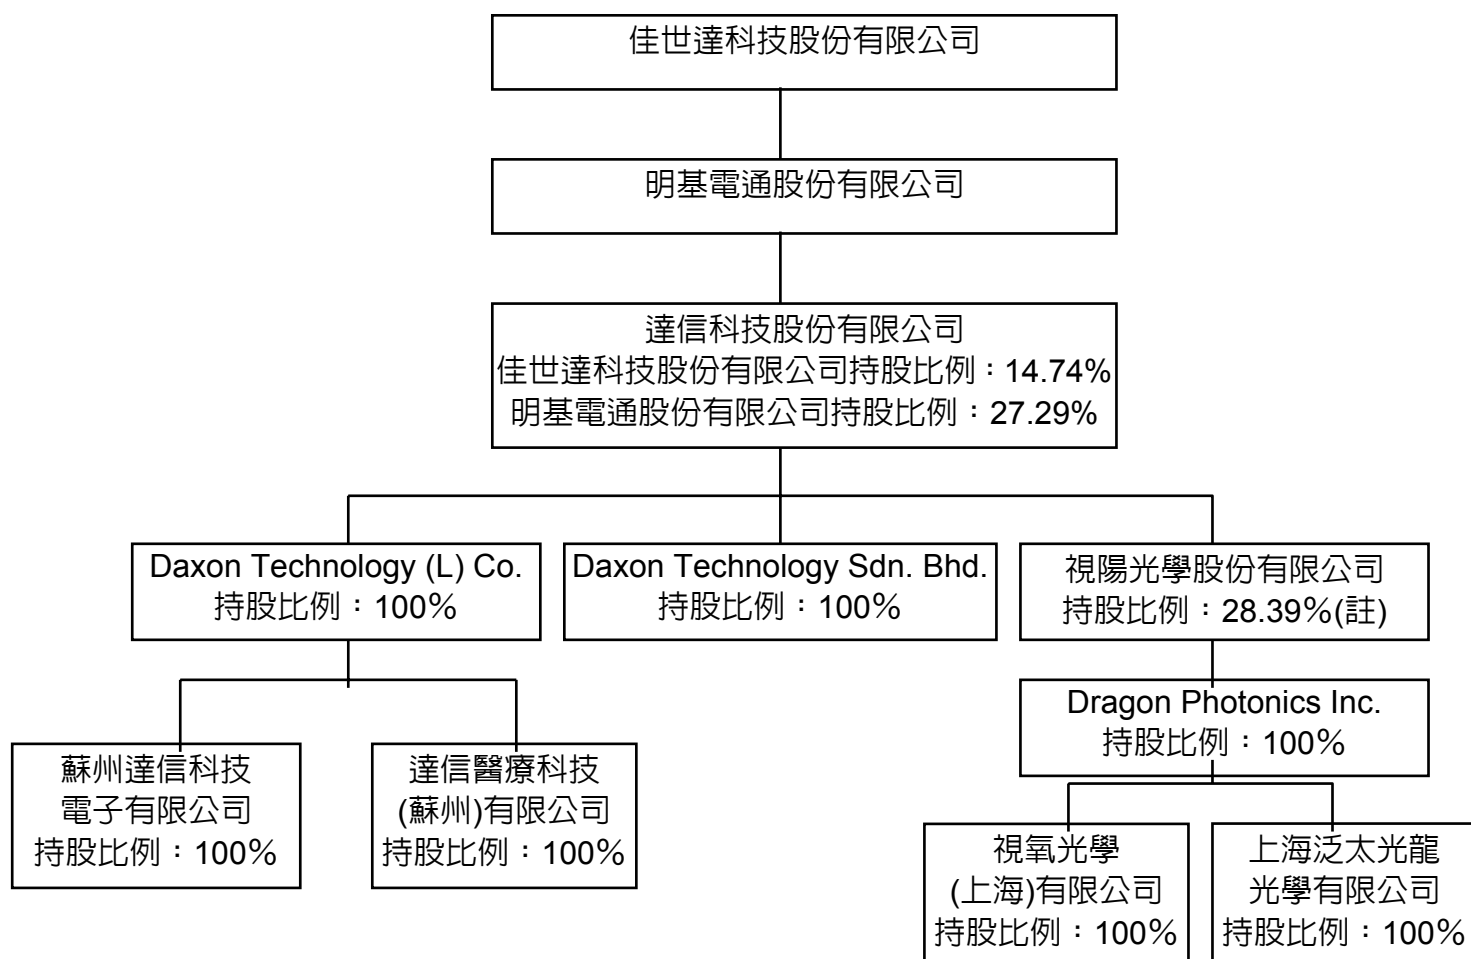 佳世達科技股份有限公司
明基電通股份有限公司
達信科技股份有限公司
佳世達科技股份有限公司持股比例：14.74%
明基電通股份有限公司持股比例：27.29%
Daxon Technology (L) Co.
持股比例：100%
Daxon Technology Sdn. Bhd.
持股比例：100%
視陽光學股份有限公司
持股比例：28.39%(註)
Dragon Photonics Inc.
持股比例：100%
蘇州達信科技
電子有限公司
持股比例：100%
達信醫療科技
(蘇州)有限公司
持股比例：100%
視氧光學
(上海)有限公司
持股比例：100%
上海泛太光龍
光學有限公司
持股比例：100%